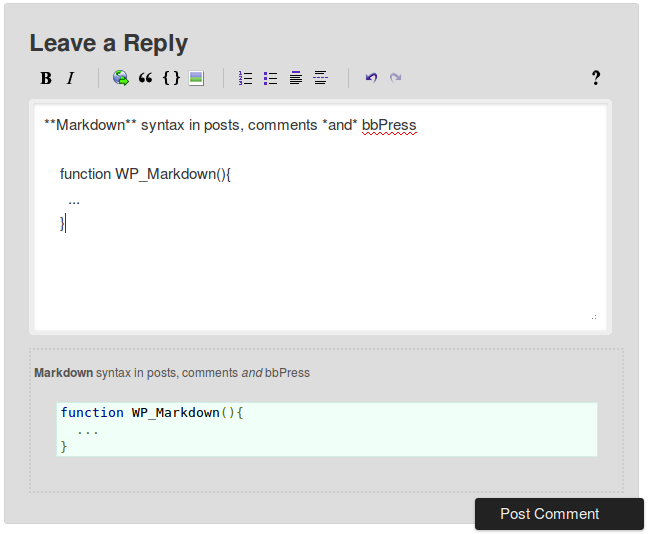 Leave a Reply
B I “ {} ?
**Markdown** syntax in posts, comments *and* bbPress
function WP_Markdown(){
...
}
Markdown syntax in posts, comments and bbPress
function WP_Markdown(){
...
}
Post Comment